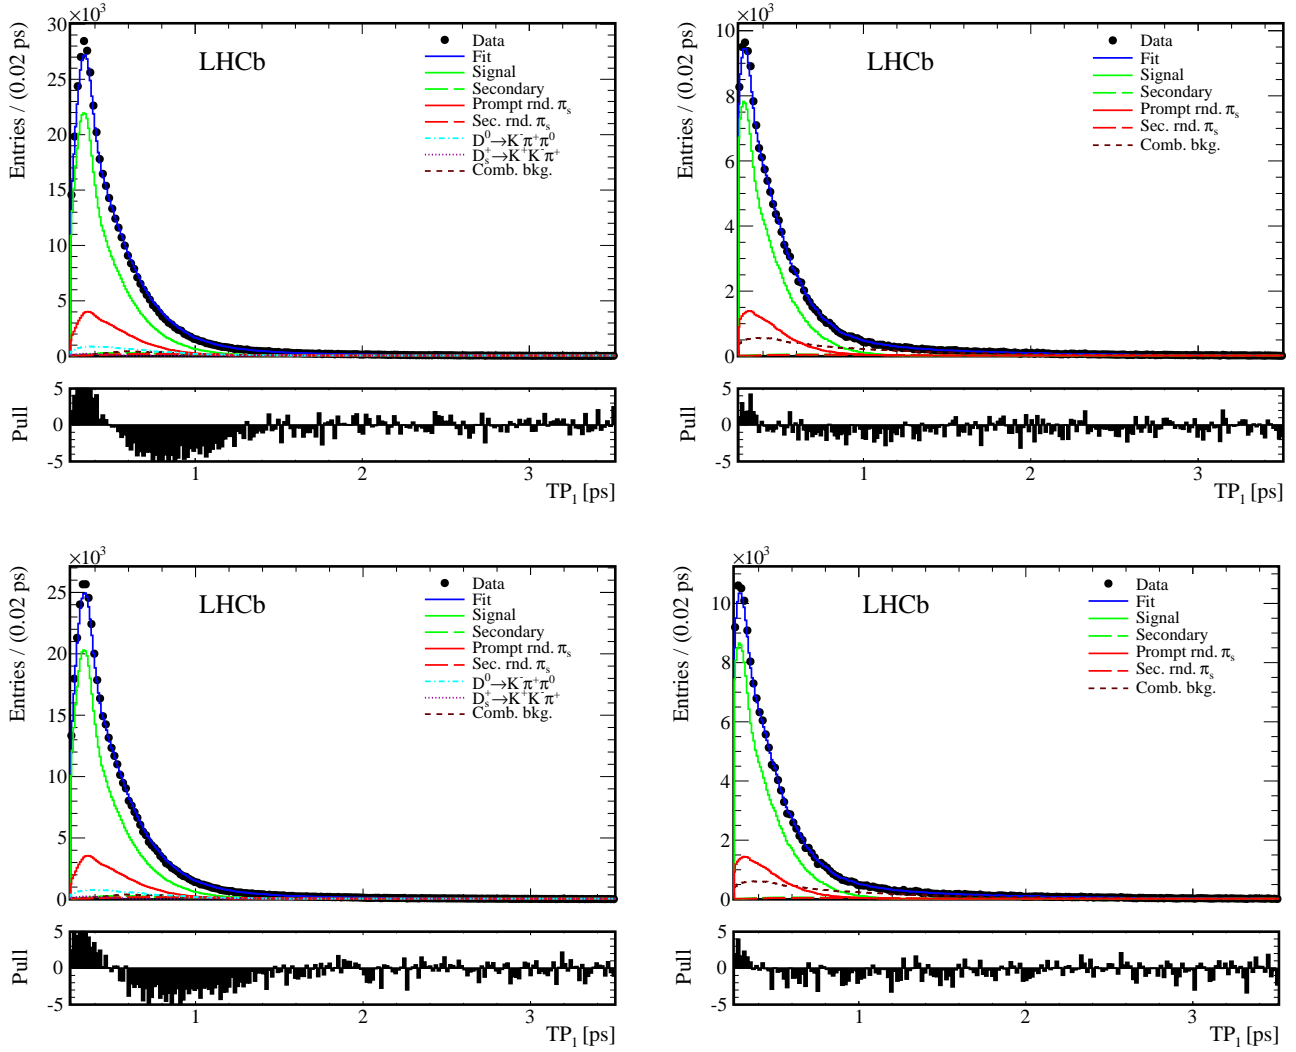 ×10³
30
25
20
15
10
5
0
Entries / (0.02 ps)
LHCb
Data
Fit
Signal
Secondary
Prompt rnd. πₛ
Sec. rnd. πₛ
D⁰→K⁻π⁺π⁰
Dₛ⁺→K⁺K⁻π⁺
Comb. bkg.
5
0
-5
Pull
1
2
3
TP₁ [ps]
×10³
10
8
6
4
2
0
Entries / (0.02 ps)
LHCb
Data
Fit
Signal
Secondary
Prompt rnd. πₛ
Sec. rnd. πₛ
Comb. bkg.
5
0
-5
Pull
1
2
3
TP₁ [ps]
×10³
25
20
15
10
5
0
Entries / (0.02 ps)
LHCb
Data
Fit
Signal
Secondary
Prompt rnd. πₛ
Sec. rnd. πₛ
D⁰→K⁻π⁺π⁰
Dₛ⁺→K⁺K⁻π⁺
Comb. bkg.
5
0
-5
Pull
1
2
3
TP₁ [ps]
×10³
10
8
6
4
2
0
Entries / (0.02 ps)
LHCb
Data
Fit
Signal
Secondary
Prompt rnd. πₛ
Sec. rnd. πₛ
Comb. bkg.
5
0
-5
Pull
1
2
3
TP₁ [ps]